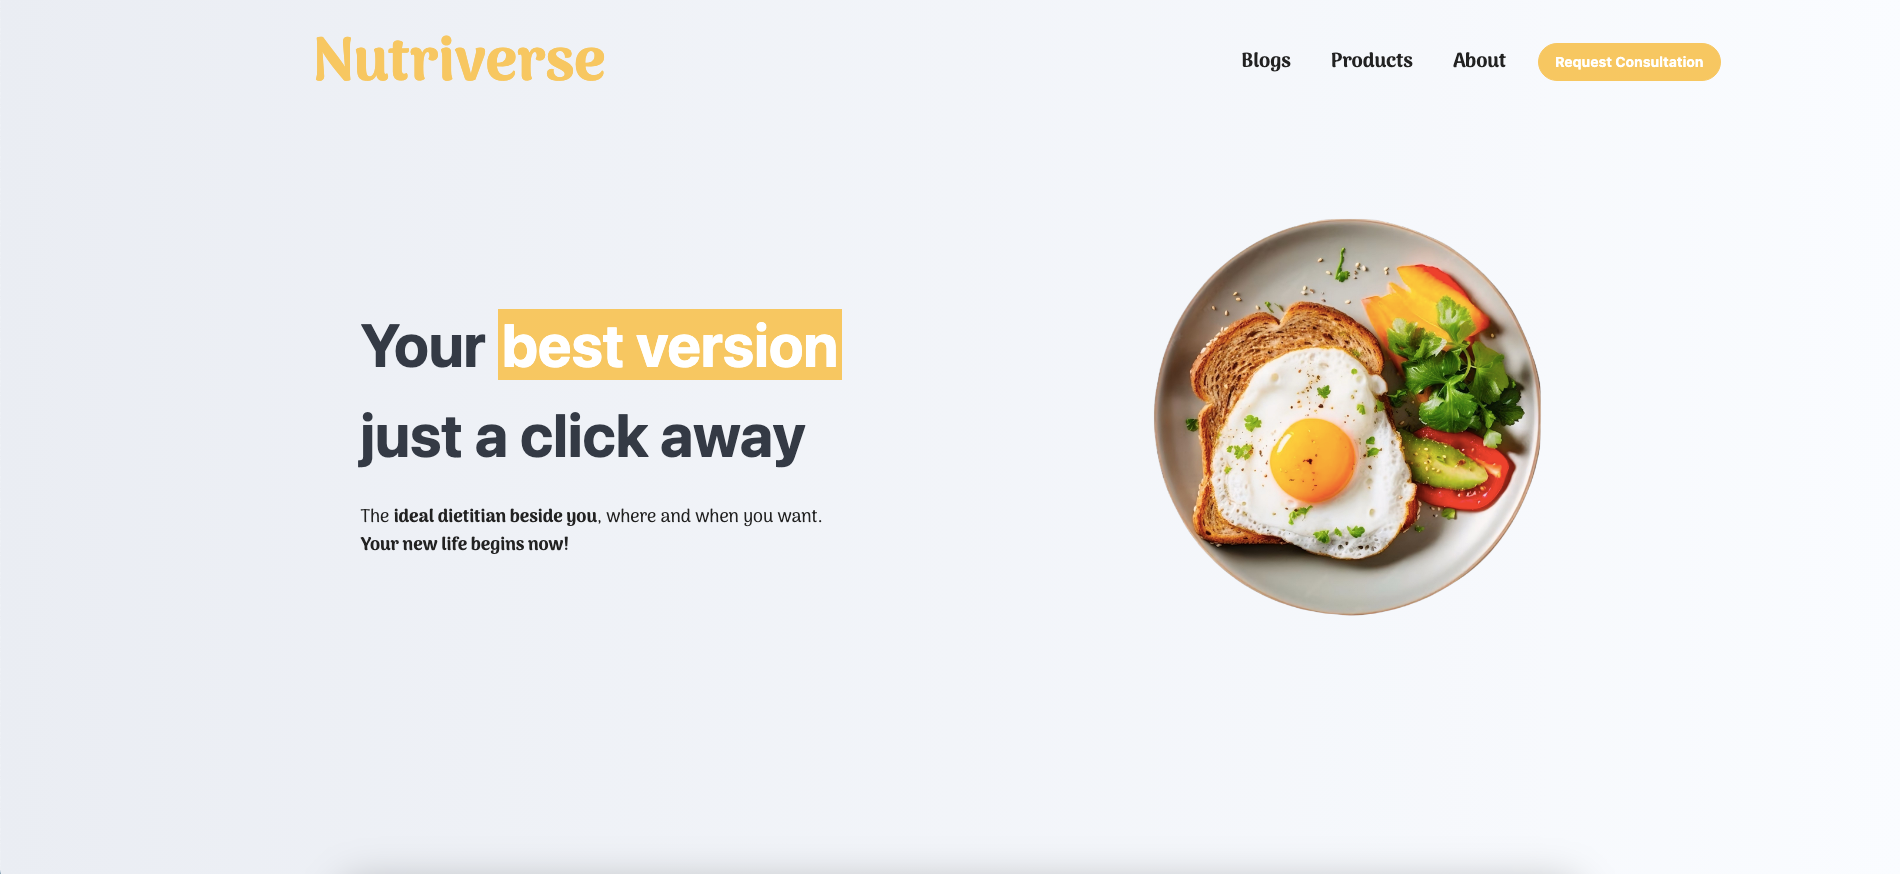 Nutriverse
Blogs Products About Request Consultation
Your best version
just a click away
The ideal dietitian beside you, where and when you want.
Your new life begins now!